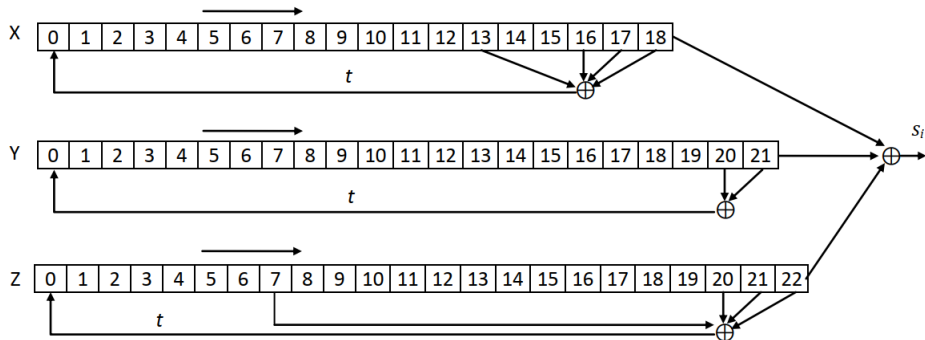 X 0 1 2 3 4 5 6 7 8 9 10 11 12 13 14 15 16 17 18
t
s_i
Y 0 1 2 3 4 5 6 7 8 9 10 11 12 13 14 15 16 17 18 19 20 21
t
Z 0 1 2 3 4 5 6 7 8 9 10 11 12 13 14 15 16 17 18 19 20 21 22
t